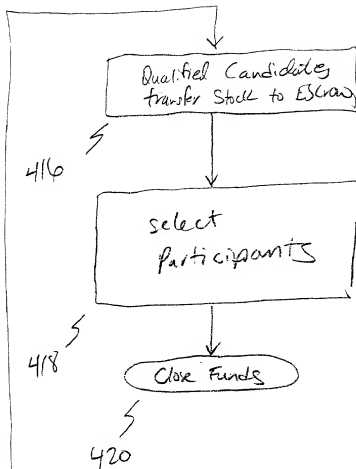 Qualified Candidates
transfer Stock to Escrow
416
select
Participants
418
Close Funds
420